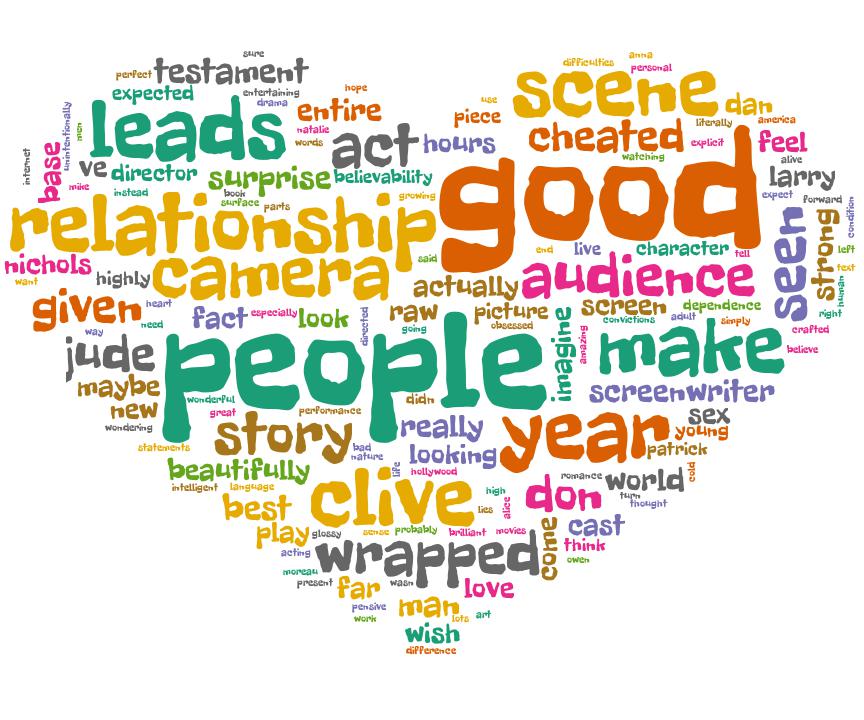 sure
perfect testament
difficulties anna
personal
expected entertaining hope
drama entire
use scene dan
leads natalie
words
piece
literally america
internet base unintentionally men
act hours
cheated explicit feel
ve director surprise believability
watching alive larry
mike instead book
surface parts growing
good
expect forward condition
relationship
said
seen strong
end live character tell left
nichols highly camera
want
actually audience
text human
given heart
fact especially look directed
raw picture screen dependence
going obsessed convictions adult simply right
need
way
crafted
jude people imagine amazing make believe
maybe wonderful
new great performance didn
screenwriter
wondering
story really year sex
young
statements bad
nature looking patrick
beautifully life hollywood
cold
intelligent language
romance world
turn
thought
best clive high lies alice don
play glossy sense probably brilliant movies come cast
acting wrapped think
owen
moreau
present far wasn love
pensive man lots art
work
wish
difference